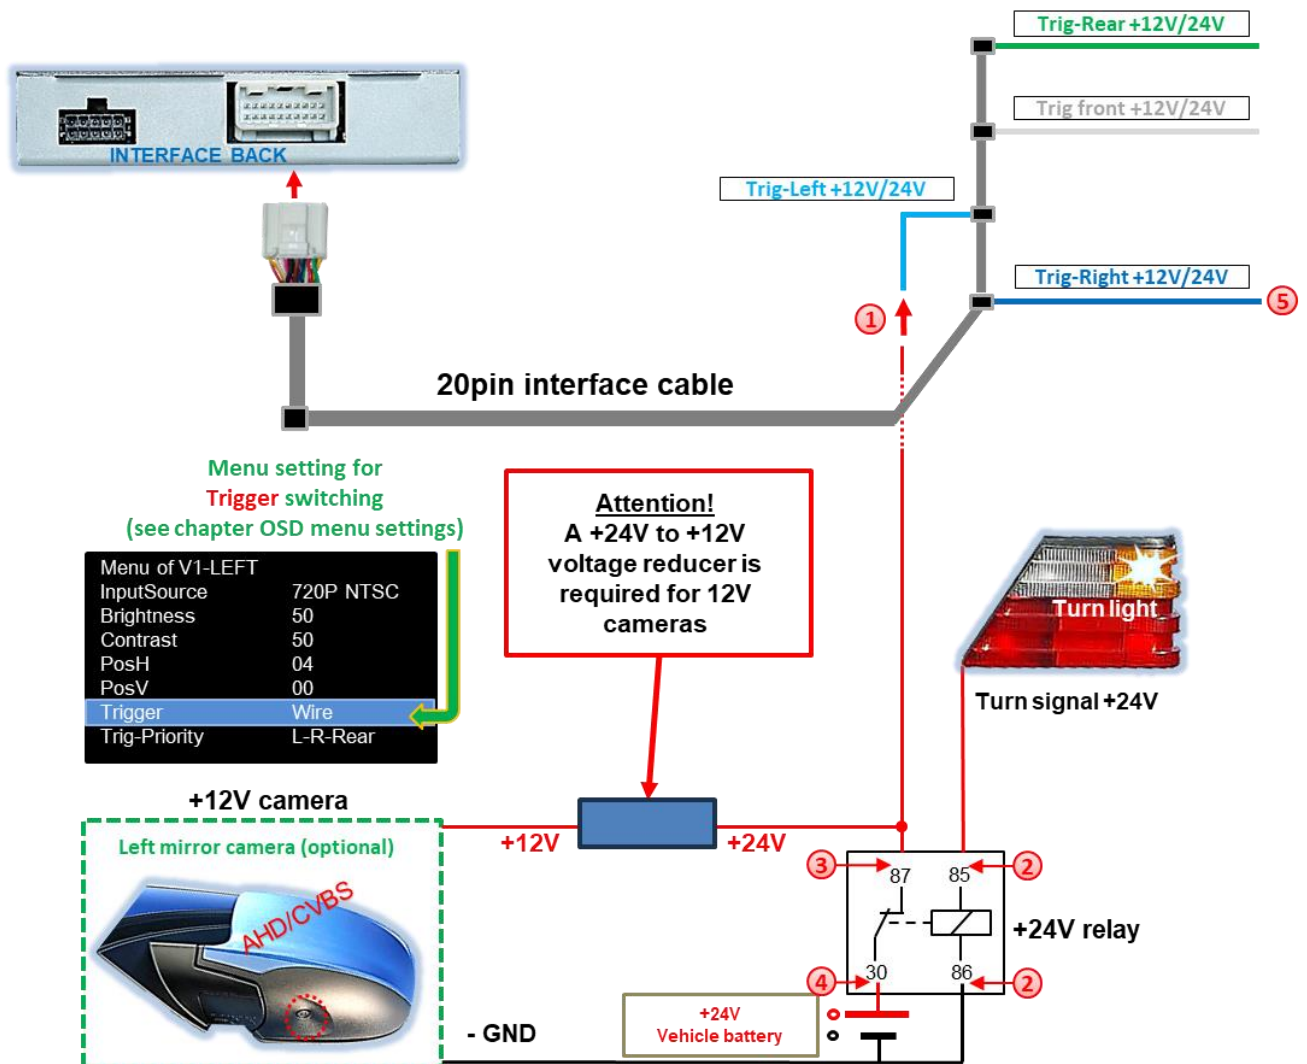 Trig-Rear +12V/24V
Trig front +12V/24V
INTERFACE BACK
Trig-Left +12V/24V
Trig-Right +12V/24V
5
1
20pin interface cable
Menu setting for
Trigger switching
(see chapter OSD menu settings)
Menu of V1-LEFT
InputSource 720P NTSC
Brightness 50
Contrast 50
PosH 04
PosV 00
Trigger Wire
Trig-Priority L-R-Rear
Attention!
A +24V to +12V
voltage reducer is
required for 12V
cameras
Turn light
Turn signal +24V
+12V camera
Left mirror camera (optional)
AHD/CVBS
+12V
+24V
3
87
85
2
+24V relay
4
30
86
2
+24V
Vehicle battery
- GND